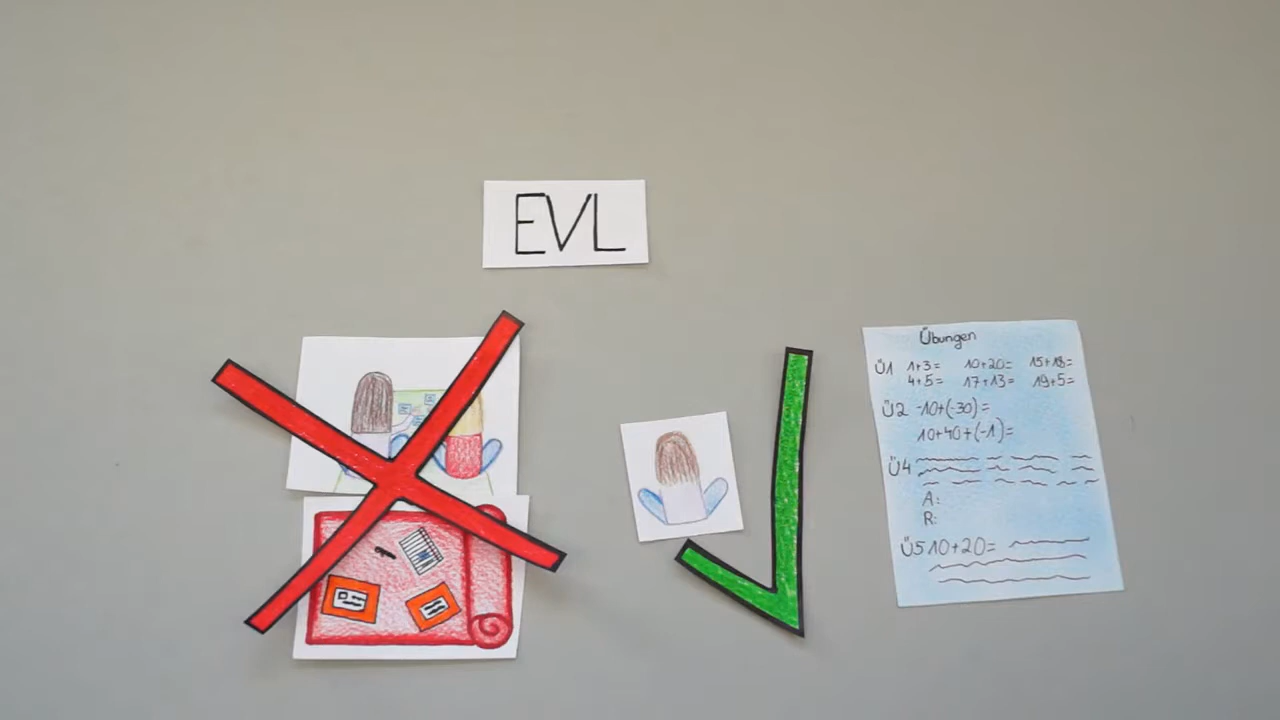 EVL
Übungen
Ü1 1+3= 10+20= 15+18=
4+5= 17+13= 19+5=
Ü2 -10+(-30)=
10+40+(-1)=
Ü4
A:
R:
Ü5 10+20=